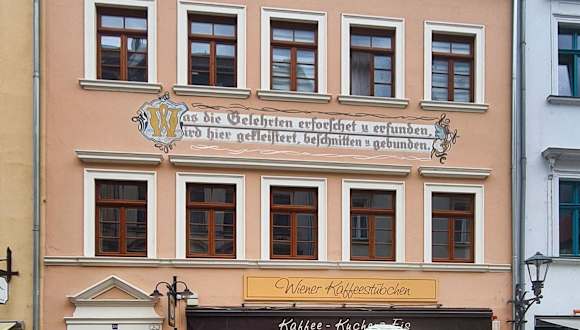 Was die Gelehrten erforschet u erfunden,
Wird hier gekleistert, beschnitten u gebunden.
Wiener Kaffeestübchen
Kaffee - Kuchen - Eis